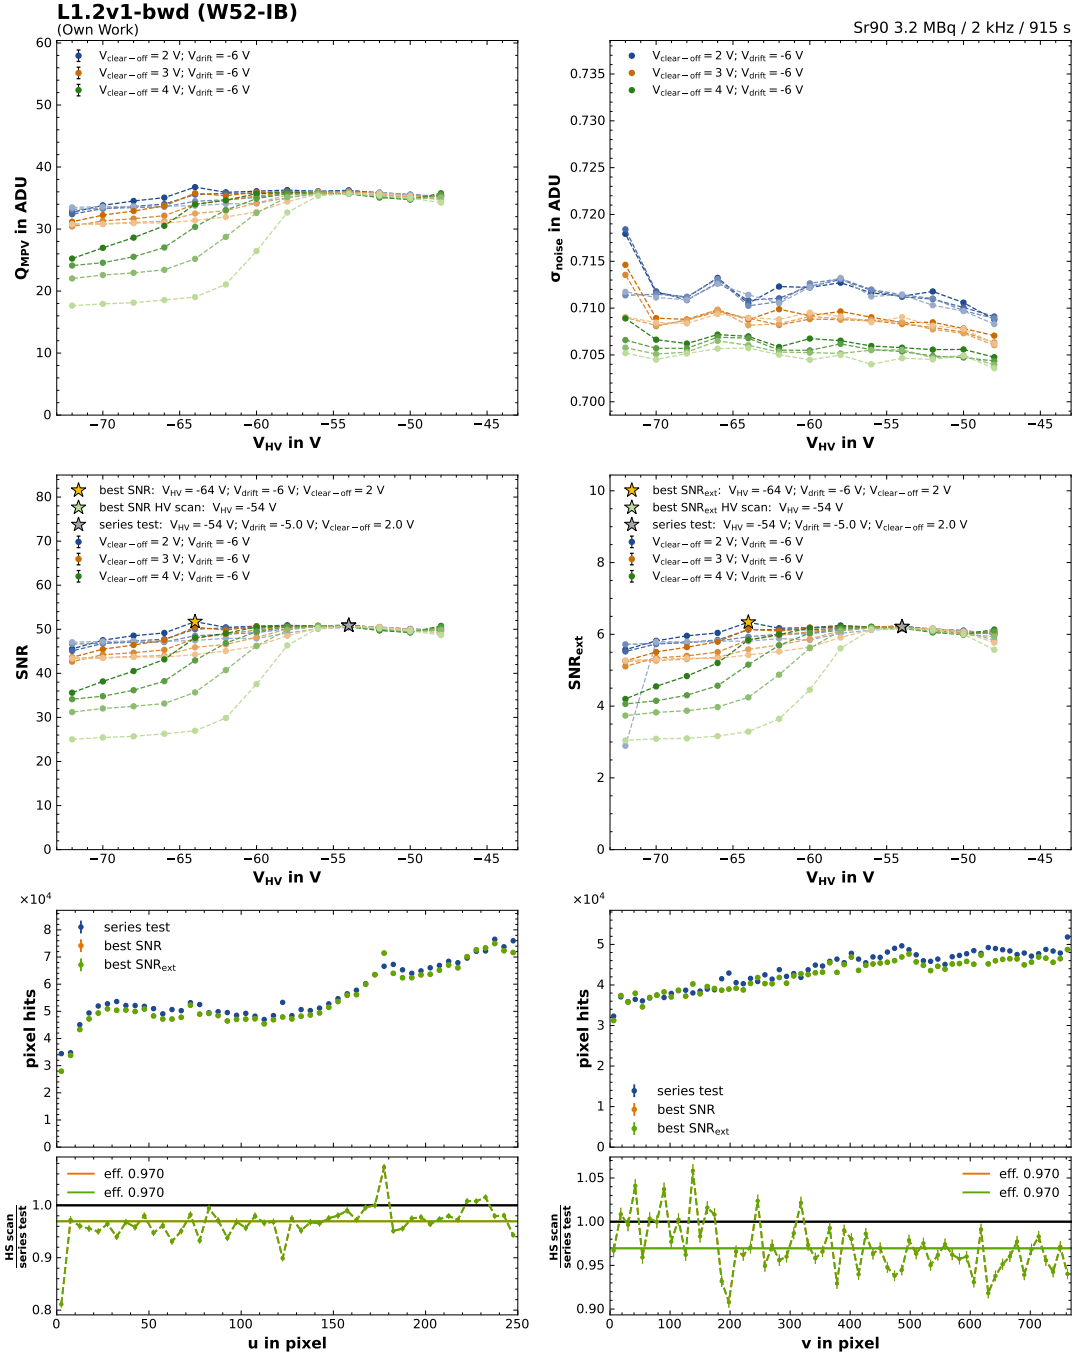 L1.2v1-bwd (W52-IB)
(Own Work)
Sr90 3.2 MBq / 2 kHz / 915 s
V_clear−off = 2 V; V_drift = -6 V
V_clear−off = 3 V; V_drift = -6 V
V_clear−off = 4 V; V_drift = -6 V
0 10 20 30 40 50 60
Q_MPV in ADU
−70 −65 −60 −55 −50 −45
V_HV in V
V_clear−off = 2 V; V_drift = -6 V
V_clear−off = 3 V; V_drift = -6 V
V_clear−off = 4 V; V_drift = -6 V
0.700 0.705 0.710 0.715 0.720 0.725 0.730 0.735
σ_noise in ADU
−70 −65 −60 −55 −50 −45
V_HV in V
best SNR: V_HV = -64 V; V_drift = -6 V; V_clear−off = 2 V
best SNR HV scan: V_HV = -54 V
series test: V_HV = -54 V; V_drift = -5.0 V; V_clear−off = 2.0 V
V_clear−off = 2 V; V_drift = -6 V
V_clear−off = 3 V; V_drift = -6 V
V_clear−off = 4 V; V_drift = -6 V
0 10 20 30 40 50 60 70 80
SNR
−70 −65 −60 −55 −50 −45
V_HV in V
best SNR_ext: V_HV = -64 V; V_drift = -6 V; V_clear−off = 2 V
best SNR_ext HV scan: V_HV = -54 V
series test: V_HV = -54 V; V_drift = -5.0 V; V_clear−off = 2.0 V
V_clear−off = 2 V; V_drift = -6 V
V_clear−off = 3 V; V_drift = -6 V
V_clear−off = 4 V; V_drift = -6 V
0 2 4 6 8 10
SNR_ext
−70 −65 −60 −55 −50 −45
V_HV in V
×10⁴
series test
best SNR
best SNR_ext
0 1 2 3 4 5 6 7 8
pixel hits
×10⁴
series test
best SNR
best SNR_ext
0 1 2 3 4 5
pixel hits
eff. 0.970
eff. 0.970
0.8 0.9 1.0
HS scan
series test
0 50 100 150 200 250
u in pixel
eff. 0.970
eff. 0.970
0.90 0.95 1.00 1.05
HS scan
series test
0 100 200 300 400 500 600 700
v in pixel